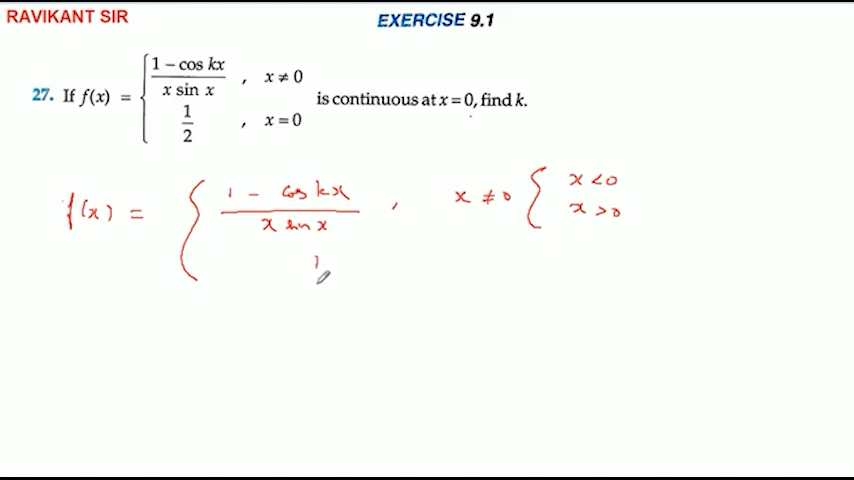 RAVIKANT SIR
EXERCISE 9.1
27. If f(x) = { (1 − cos kx)/(x sin x) , x ≠ 0
1/2 , x = 0
is continuous at x = 0, find k.
f(x) = { (1 − cos kx)/(x sin x) , x ≠ 0 { x < 0
x > 0
1